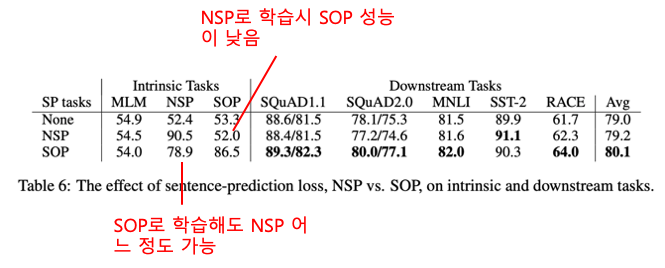 NSP로 학습시 SOP 성능
이 낮음
Intrinsic Tasks Downstream Tasks
SP tasks MLM NSP SOP SQuAD1.1 SQuAD2.0 MNLI SST-2 RACE Avg
None 54.9 52.4 53.3 88.6/81.5 78.1/75.3 81.5 89.9 61.7 79.0
NSP 54.5 90.5 52.0 88.4/81.5 77.2/74.6 81.6 91.1 62.3 79.2
SOP 54.0 78.9 86.5 89.3/82.3 80.0/77.1 82.0 90.3 64.0 80.1
Table 6: The effect of sentence-prediction loss, NSP vs. SOP, on intrinsic and downstream tasks.
SOP로 학습해도 NSP 어
느 정도 가능